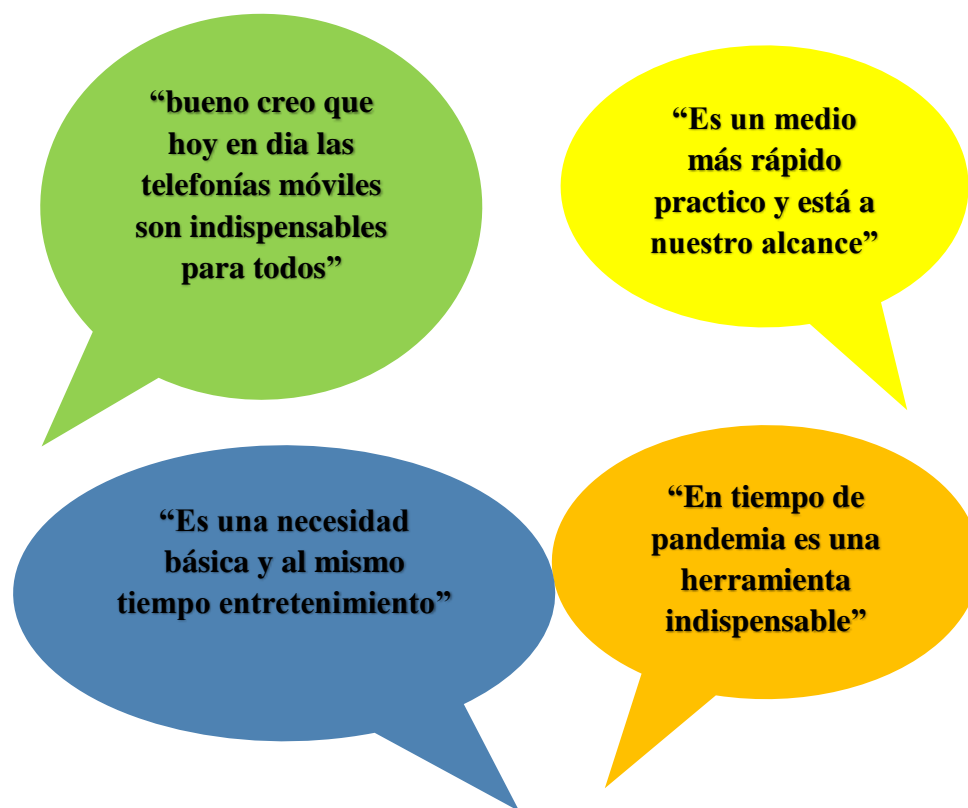 “bueno creo que
hoy en dia las
telefonías móviles
son indispensables
para todos”
“Es un medio
más rápido
practico y está a
nuestro alcance”
“Es una necesidad
básica y al mismo
tiempo entretenimiento”
“En tiempo de
pandemia es una
herramienta
indispensable”